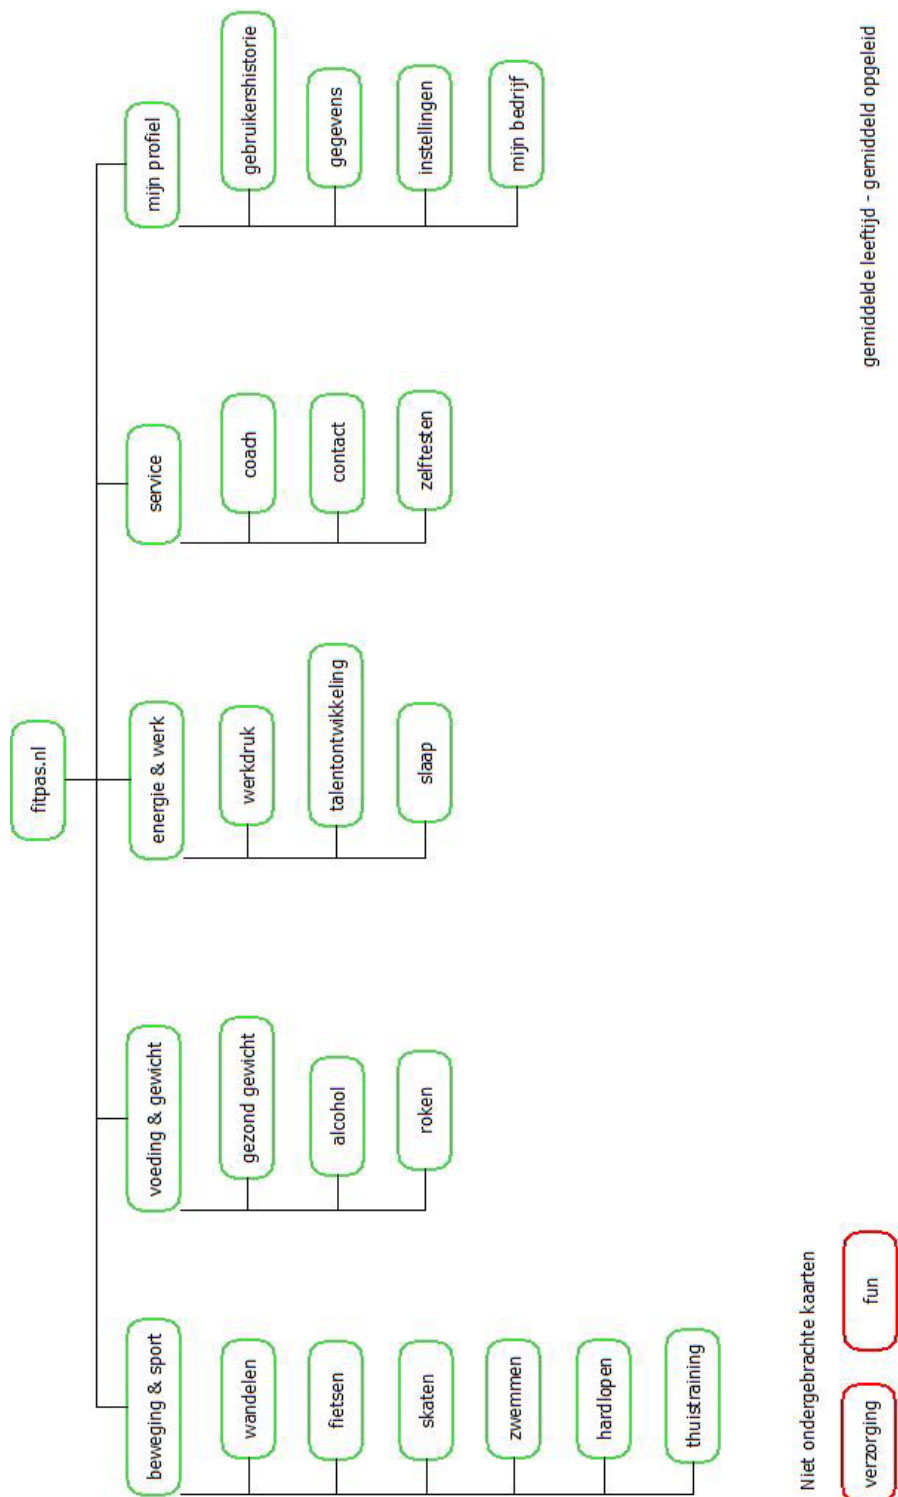 fitpas.nl
beweging & sport
wandelen
fietsen
skaten
zwemmen
hardlopen
thuistraining
voeding & gewicht
gezond gewicht
alcohol
roken
energie & werk
werkdruk
talentontwikkeling
slaap
service
coach
contact
zelftesten
mijn profiel
gebruikershistorie
gegevens
instellingen
mijn bedrijf
Niet ondergebrachte kaarten
verzorging
fun
gemiddelde leeftijd - gemiddeld opgeleid